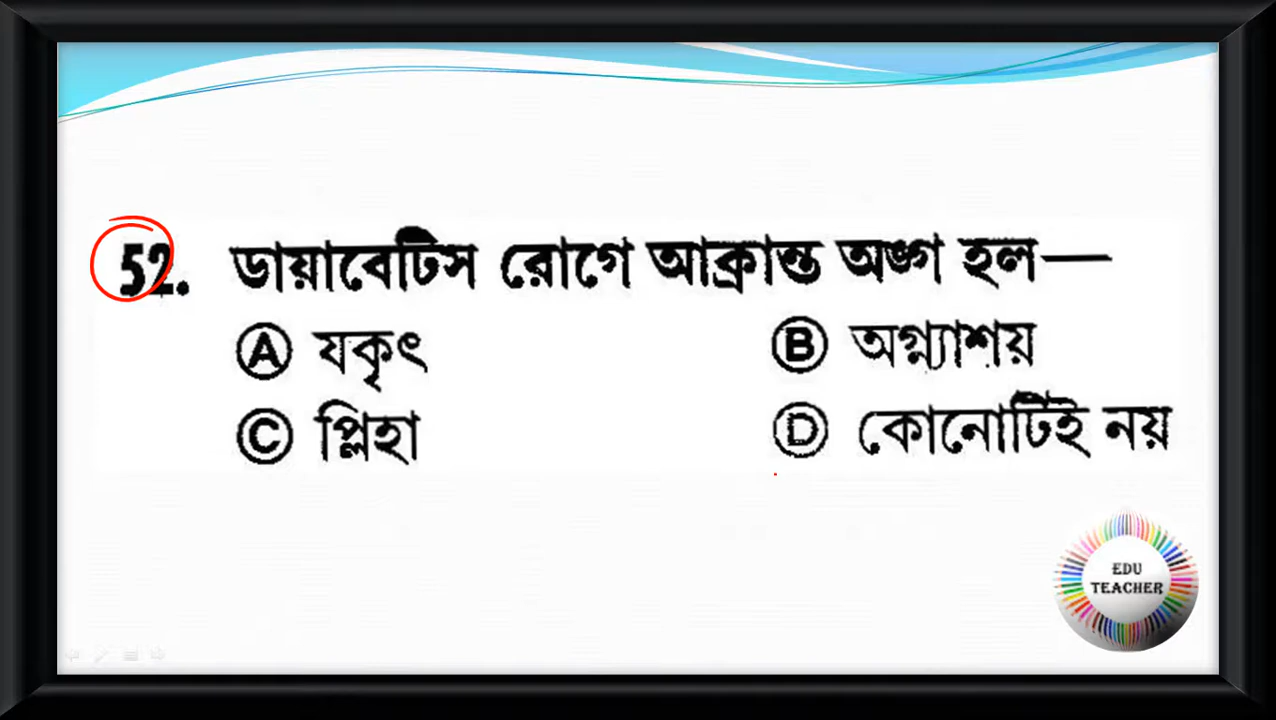 52. ডায়াবেটিস রোগে আক্রান্ত অঙ্গ হল—
Ⓐ যকৃৎ Ⓑ অগ্ন্যাশয়
Ⓒ প্লিহা Ⓓ কোনোটিই নয়
EDU
TEACHER